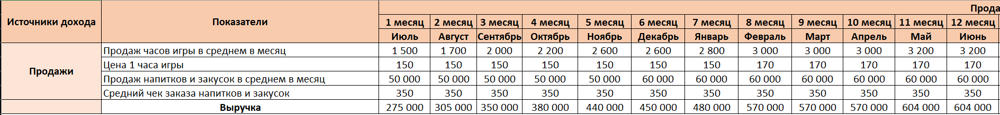 Прода
Источники дохода Показатели 1 месяц 2 месяц 3 месяц 4 месяц 5 месяц 6 месяц 7 месяц 8 месяц 9 месяц 10 месяц 11 месяц 12 месяц
Июль Август Сентябрь Октябрь Ноябрь Декабрь Январь Февраль Март Апрель Май Июнь
Продажи Продаж часов игры в среднем в месяц 1 500 1 700 2 000 2 200 2 600 2 600 2 800 3 000 3 000 3 000 3 200 3 200
Цена 1 часа игры 150 150 150 150 150 150 150 170 170 170 170 170
Продаж напитков и закусок в среднем в месяц 50 000 50 000 50 000 50 000 50 000 60 000 60 000 60 000 60 000 60 000 60 000 60 000
Средний чек заказа напитков и закусок 350 350 350 350 350 350 350 350 350 350 350 350
Выручка 275 000 305 000 350 000 380 000 440 000 450 000 480 000 570 000 570 000 570 000 604 000 604 000